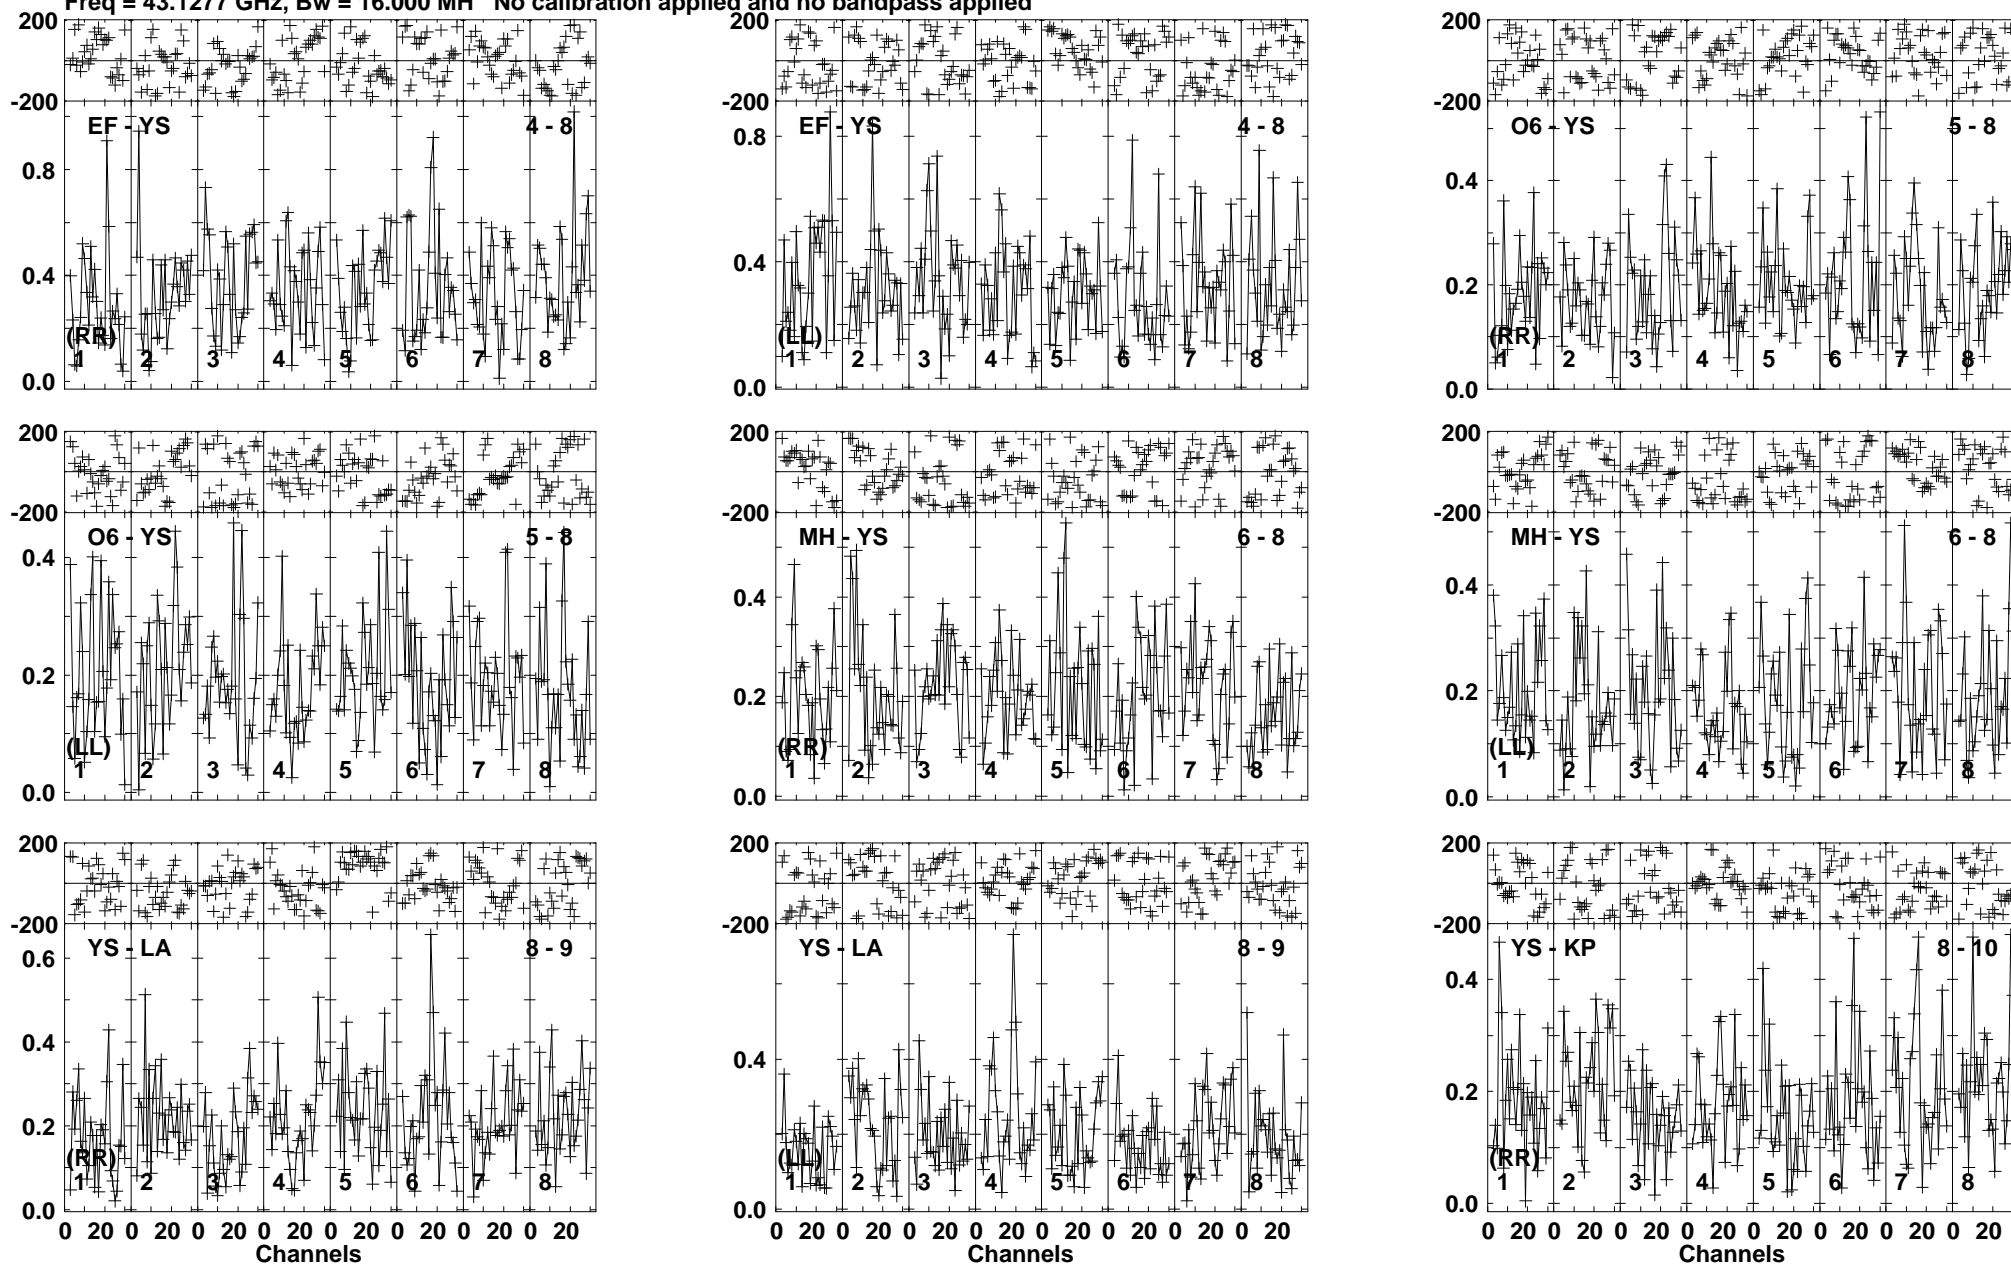 Freq = 43.1277 GHz, Bw = 16.000 MH No calibration applied and no bandpass applied
200 200 200
-200 -200 -200
EF - YS 4 - 8 EF - YS 4 - 8 O6 - YS 5 - 8
0.8 0.8
0.4 0.4 0.4
0.2
(RR) (LL) (RR)
1 2 3 4 5 6 7 8 1 2 3 4 5 6 7 8 1 2 3 4 5 6 7 8
0.0 0.0 0.0
200 200 200
-200 -200 -200
O6 - YS 5 - 8 MH - YS 6 - 8 MH - YS 6 - 8
0.4 0.4 0.4
0.2 0.2 0.2
(LL) (RR) (LL)
1 2 3 4 5 6 7 8 1 2 3 4 5 6 7 8 1 2 3 4 5 6 7 8
0.0 0.0 0.0
200 200 200
-200 -200 -200
YS - LA 8 - 9 YS - LA 8 - 9 YS - KP 8 - 10
0.6
0.4 0.4 0.4
0.2 0.2
(RR) (LL) (RR)
1 2 3 4 5 6 7 8 1 2 3 4 5 6 7 8 1 2 3 4 5 6 7 8
0.0 0.0 0.0
0 20 0 20 0 20 0 20 0 20 0 20 0 20 0 20 0 20 0 20 0 20 0 20 0 20 0 20 0 20 0 20 0 20 0 20 0 20 0 20 0 20 0 20 0 20 0 20
Channels Channels Channels